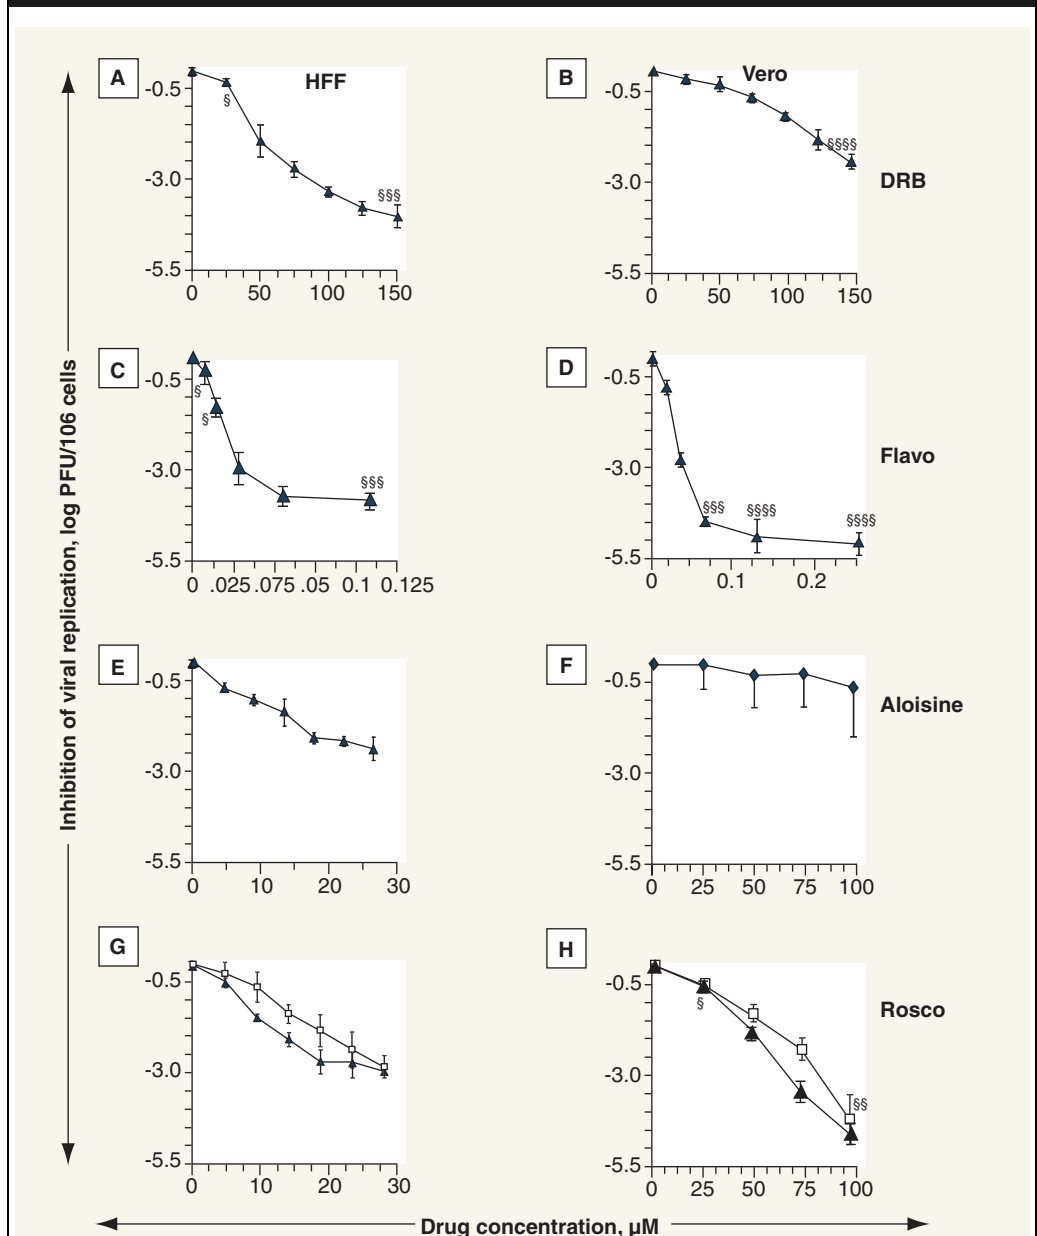 A
HFF
B
Vero
-0.5
-3.0
-5.5
§
§§§
0 50 100 150
-0.5
-3.0
-5.5
§§§§
0 50 100 150
DRB
C
D
-0.5
-3.0
-5.5
§
§
§§§
0 .025 .075 .05 0.1 0.125
-0.5
-3.0
-5.5
§§§
§§§§
§§§§
0 0.1 0.2
Flavo
E
F
-0.5
-3.0
-5.5
0 10 20 30
-0.5
-3.0
-5.5
0 25 50 75 100
Aloisine
G
H
-0.5
-3.0
-5.5
0 10 20 30
-0.5
-3.0
-5.5
§
§§
0 25 50 75 100
Rosco
Inhibition of viral replication, log PFU/106 cells
Drug concentration, µM